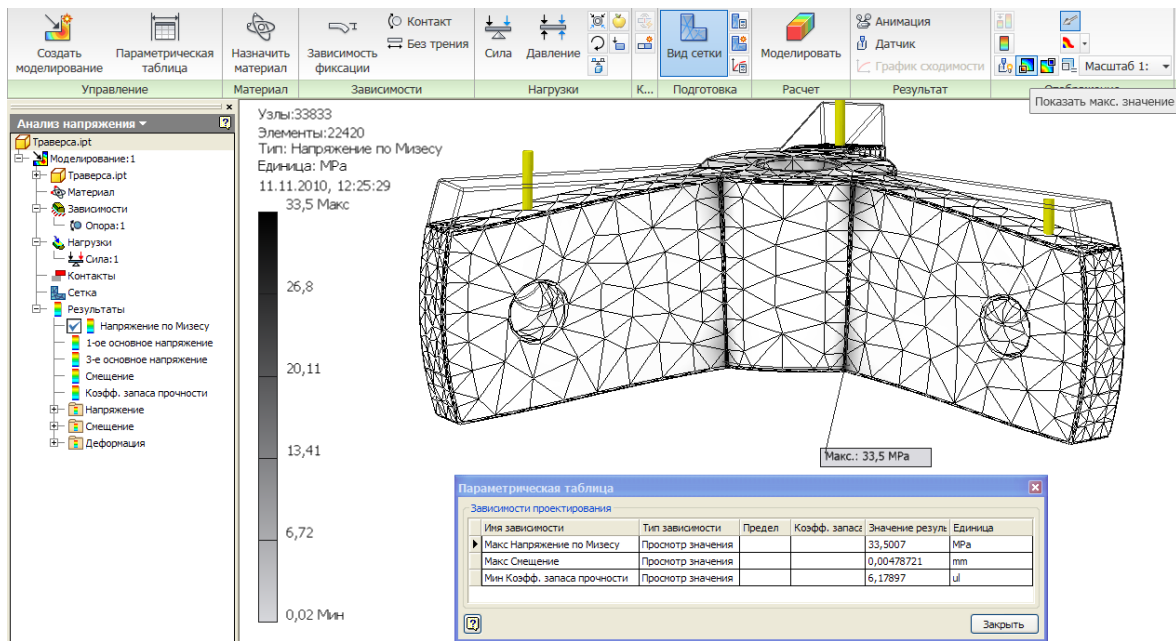 Создать моделирование
Параметрическая таблица
Назначить материал
Зависимость фиксации
Контакт
Без трения
Сила
Давление
Вид сетки
Моделировать
Анимация
Датчик
График сходимости
Масштаб 1:
Управление
Материал
Зависимости
Нагрузки
К...
Подготовка
Расчет
Результат
Показать макс. значение
Анализ напряжения
Траверса.ipt
Моделирование:1
Траверса.ipt
Материал
Зависимости
Опора:1
Нагрузки
Сила:1
Контакты
Сетка
Результаты
Напряжение по Мизесу
1-ое основное напряжение
3-е основное напряжение
Смещение
Коэфф. запаса прочности
Напряжение
Смещение
Деформация
Узлы:33833
Элементы:22420
Тип: Напряжение по Мизесу
Единица: MPa
11.11.2010, 12:25:29
33,5 Макс
26,8
20,11
13,41
6,72
0,02 Мин
Макс.: 33,5 MPa
Параметрическая таблица
Зависимости проектирования
Имя зависимости Тип зависимости Предел Коэфф. запаса Значение резуль Единица
Макс Напряжение по Мизесу Просмотр значения 33,5007 MPa
Макс Смещение Просмотр значения 0,00478721 mm
Мин Коэфф. запаса прочности Просмотр значения 6,17897 ul
Закрыть